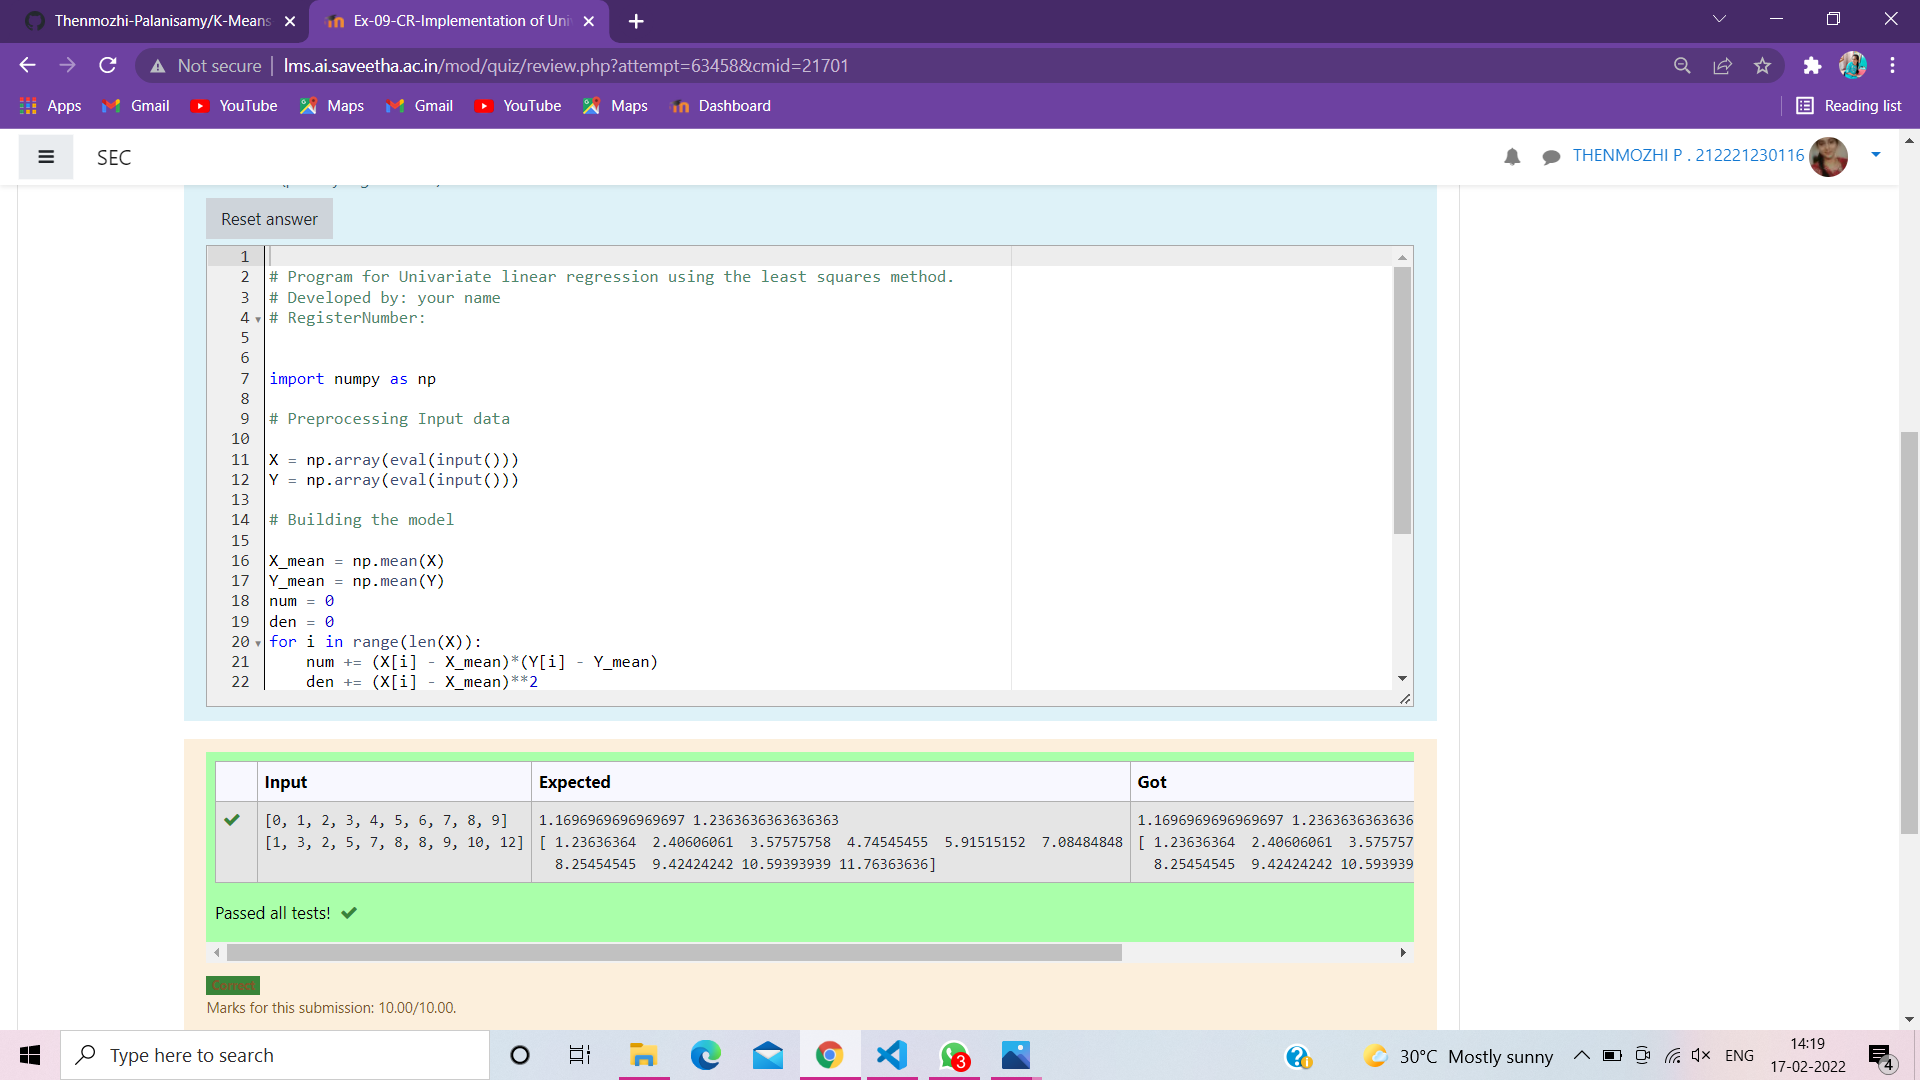 Thenmozhi-Palanisamy/K-Means
Ex-09-CR-Implementation of Uni
Not secure
lms.ai.saveetha.ac.in/mod/quiz/review.php?attempt=63458&cmid=21701
Apps
Gmail
YouTube
Maps
Gmail
YouTube
Maps
Dashboard
Reading list
SEC
THENMOZHI P . 212221230116
Reset answer
1
2 # Program for Univariate linear regression using the least squares method.
3 # Developed by: your name
4 # RegisterNumber:
5
6
7 import numpy as np
8
9 # Preprocessing Input data
10
11 X = np.array(eval(input()))
12 Y = np.array(eval(input()))
13
14 # Building the model
15
16 X_mean = np.mean(X)
17 Y_mean = np.mean(Y)
18 num = 0
19 den = 0
20 for i in range(len(X)):
21     num += (X[i] - X_mean)*(Y[i] - Y_mean)
22     den += (X[i] - X_mean)**2
Input Expected Got
[0, 1, 2, 3, 4, 5, 6, 7, 8, 9] 1.1696969696969697 1.2363636363636363 1.1696969696969697 1.2363636363636
[1, 3, 2, 5, 7, 8, 8, 9, 10, 12] [ 1.23636364  2.40606061  3.57575758  4.74545455  5.91515152  7.08484848 [ 1.23636364  2.40606061  3.575757
8.25454545  9.42424242 10.59393939 11.76363636] 8.25454545  9.42424242 10.593939
Passed all tests!
Correct
Marks for this submission: 10.00/10.00.
Type here to search
3
30°C Mostly sunny
ENG
14:19
17-02-2022
4